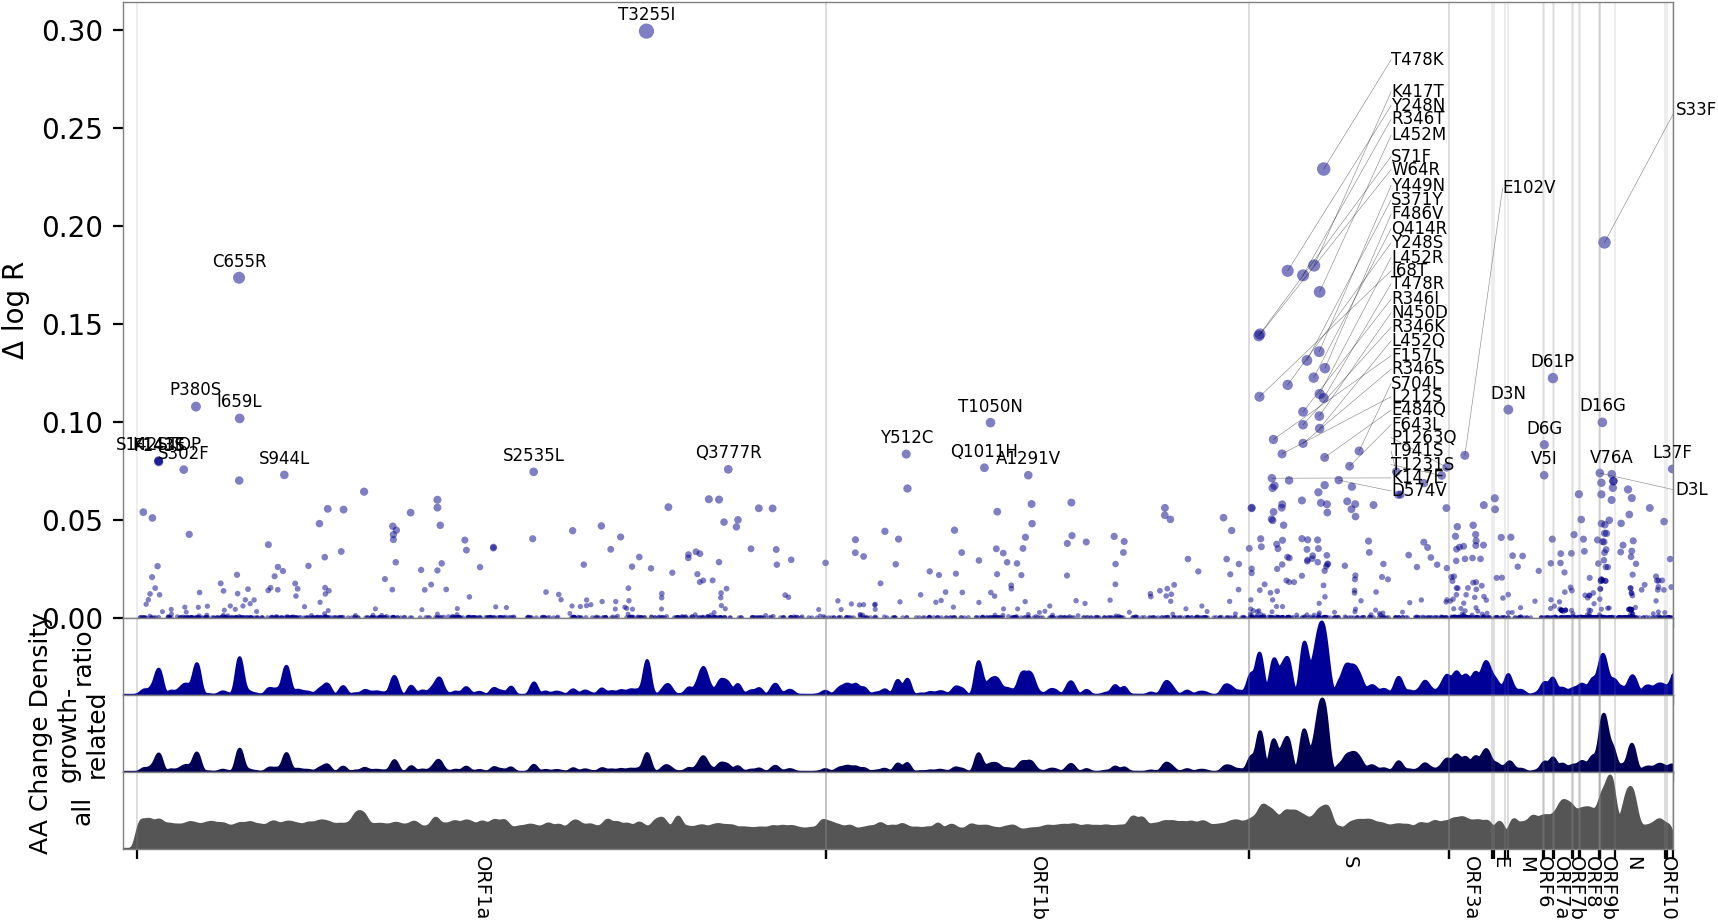 T3255I
0.30
T478K
K417T
Y248N
R346T
L452M
S33F
0.25
S71F
W64R
Y449N
E102V
S371Y
F486V
0.20
Q414R
Y248S
L452R
I68T
T478R
R346I
N450D
R346K
L452Q
F157L
R346S
S704L
L212S
E484Q
F643L
P1263Q
T941S
T1231S
K147E
D574V
Δ log R
C655R
0.15
D61P
P380S
I659L
D3N
T1050N
D16G
0.10
D6G
Y512C
S302F
S944L
S2535L
Q3777R
Q1011H
A1291V
V5I
V76A
L37F
D3L
0.05
0.00
AA Change Density
ratio
growth-
related
all
ORF1a
ORF1b
S
ORF3a
E
M
ORF6
ORF7a
ORF7b
ORF8
ORF9b
N
ORF10